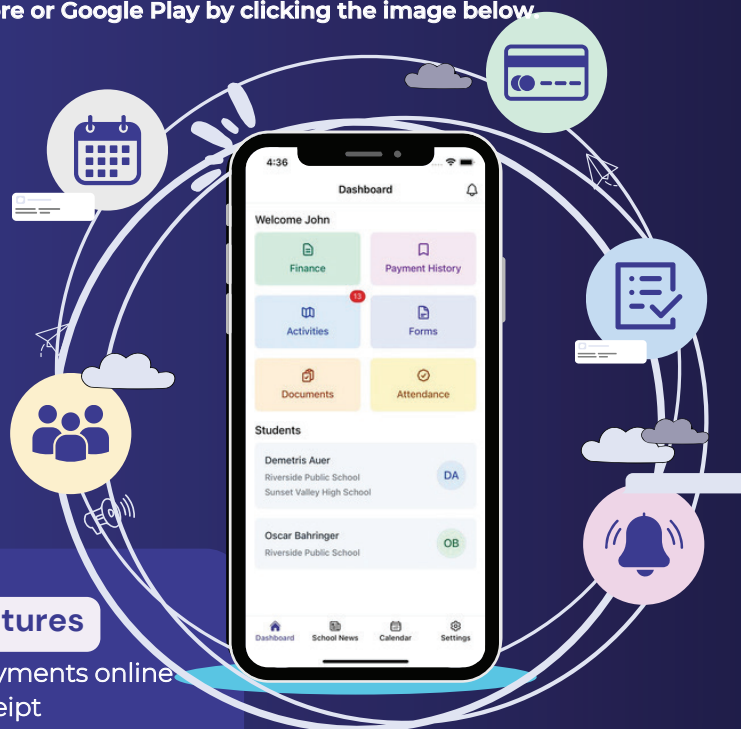 re or Google Play by clicking the image below.
4:36
Dashboard
Welcome John
Finance
Payment History
13
Activities
Forms
Documents
Attendance
Students
Demetris Auer
Riverside Public School
Sunset Valley High School
DA
Oscar Bahringer
Riverside Public School
OB
Dashboard
School News
Calendar
Settings
tures
yments online
eipt